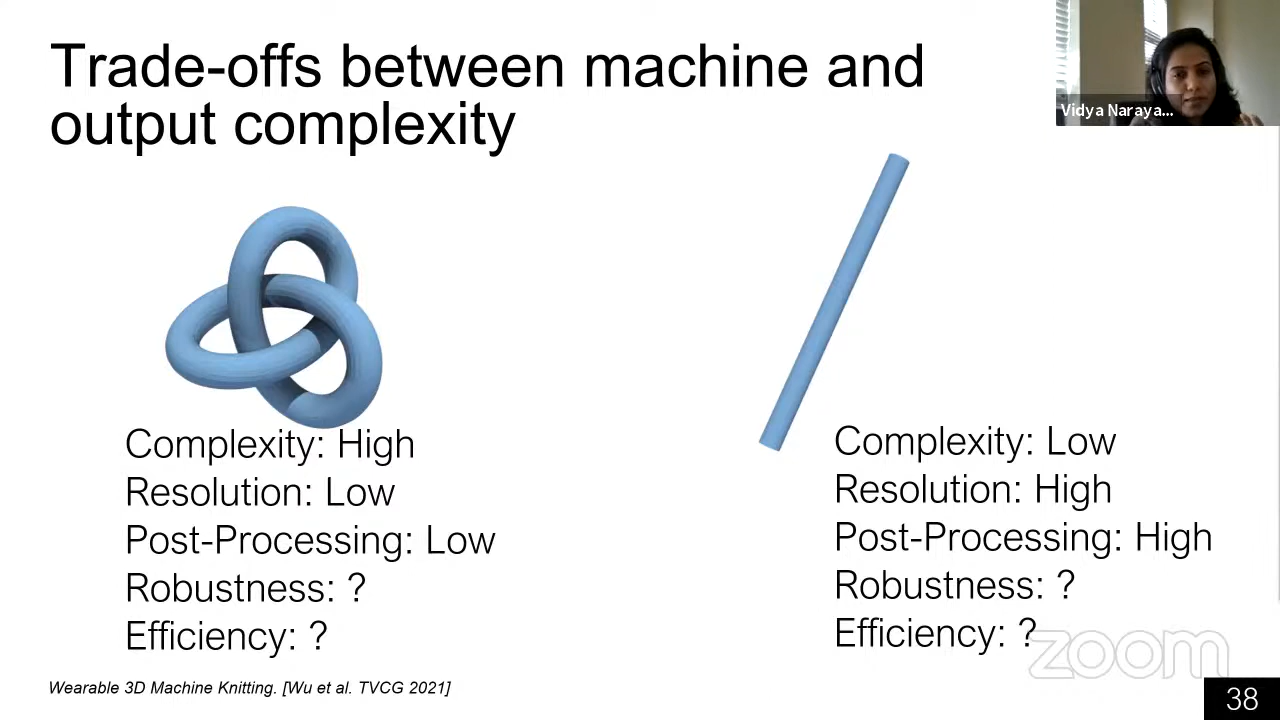 Trade-offs between machine and
output complexity
Vidya Naraya...
Complexity: High
Resolution: Low
Post-Processing: Low
Robustness: ?
Efficiency: ?
Complexity: Low
Resolution: High
Post-Processing: High
Robustness: ?
Efficiency: ?
zoom
Wearable 3D Machine Knitting. [Wu et al. TVCG 2021]
38